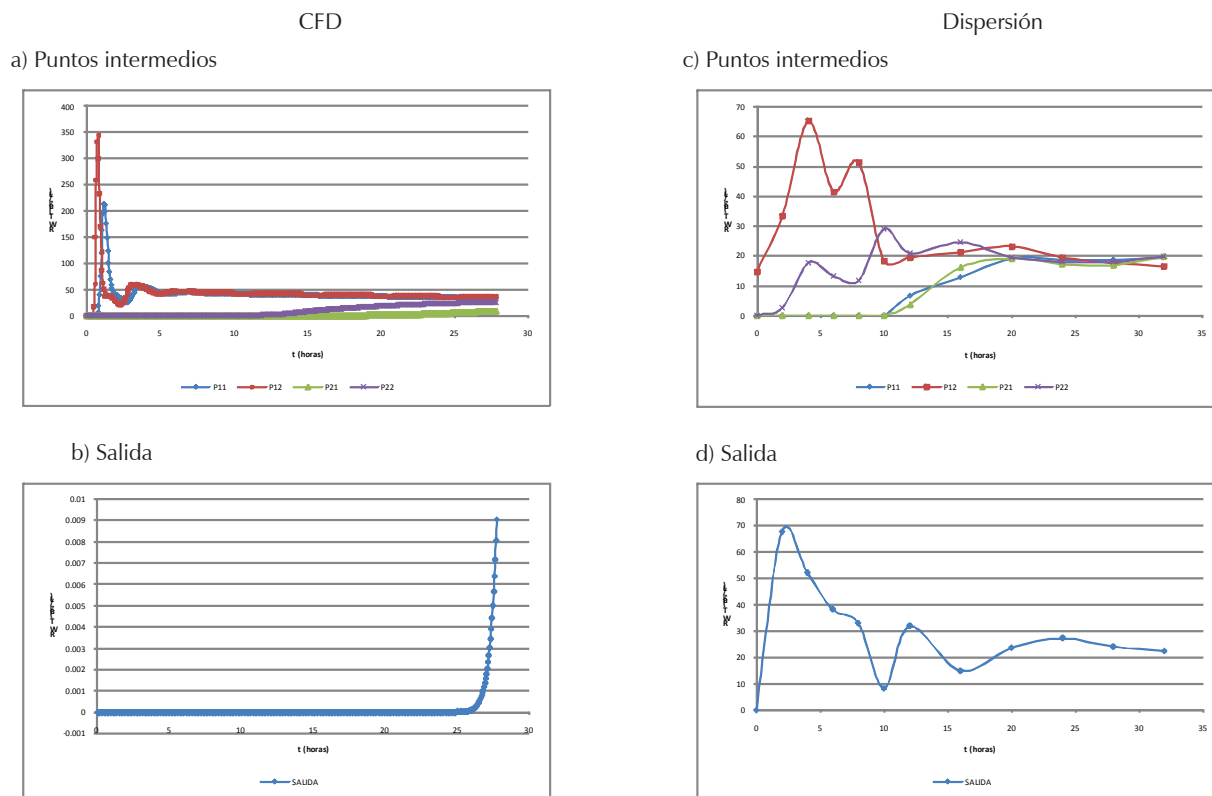 CFD
Dispersión
a) Puntos intermedios
c) Puntos intermedios
400
350
300
250
200
150
100
50
0
0 5 10 15 20 25 30
t (horas)
P11 P12 P21 P22
70
60
50
40
30
20
10
0
0 5 10 15 20 25 30 35
t (horas)
P11 P12 P21 P22
b) Salida
d) Salida
0.01
0.009
0.008
0.007
0.006
0.005
0.004
0.003
0.002
0.001
0
-0.001
0 5 10 15 20 25 30
t (horas)
SALIDA
80
70
60
50
40
30
20
10
0
0 5 10 15 20 25 30 35
t (horas)
SALIDA